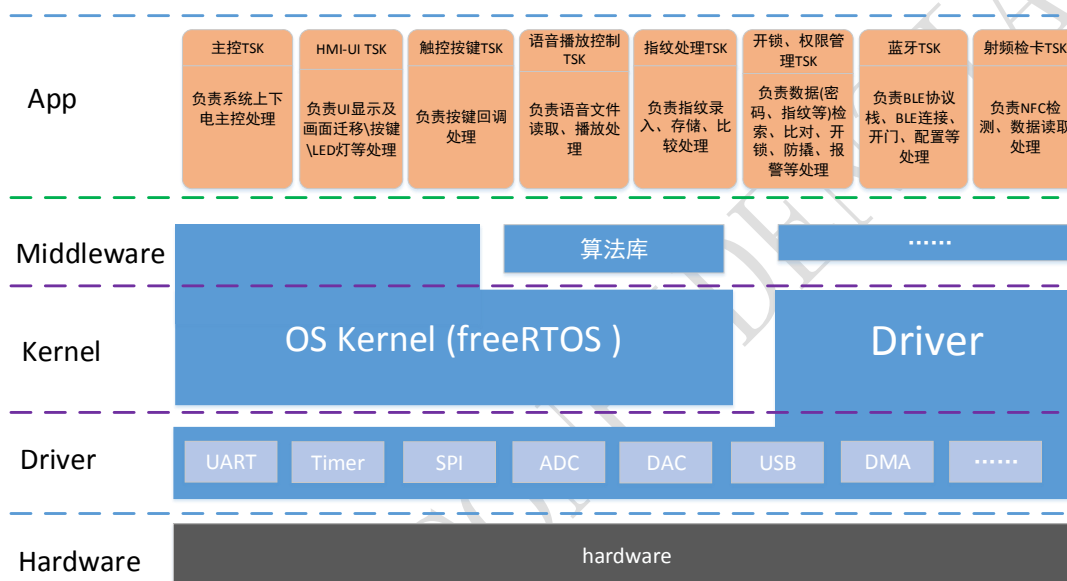 App
主控TSK
负责系统上下
电主控处理
HMI-UI TSK
负责UI显示及
画面迁移\按键
\LED灯等处理
触控按键TSK
负责按键回调
处理
语音播放控制
TSK
负责语音文件
读取、播放处
理
指纹处理TSK
负责指纹录
入、存储、比
较处理
开锁、权限管
理TSK
负责数据(密
码、指纹等)检
索、比对、开
锁、防撬、报
警等处理
蓝牙TSK
负责BLE协议
栈、BLE连接、
开门、配置等
处理
射频检卡TSK
负责NFC检
测、数据读取
处理
Middleware
算法库
······
Kernel
OS Kernel (freeRTOS )
Driver
Driver
UART
Timer
SPI
ADC
DAC
USB
DMA
······
Hardware
hardware